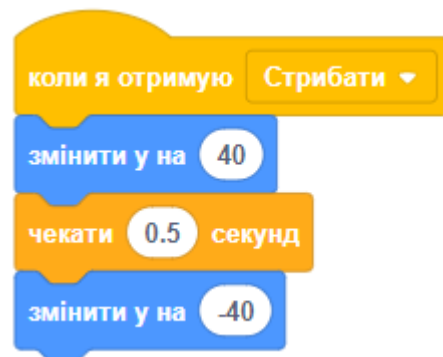 коли я отримую Стрибати
змінити y на 40
чекати 0.5 секунд
змінити y на -40